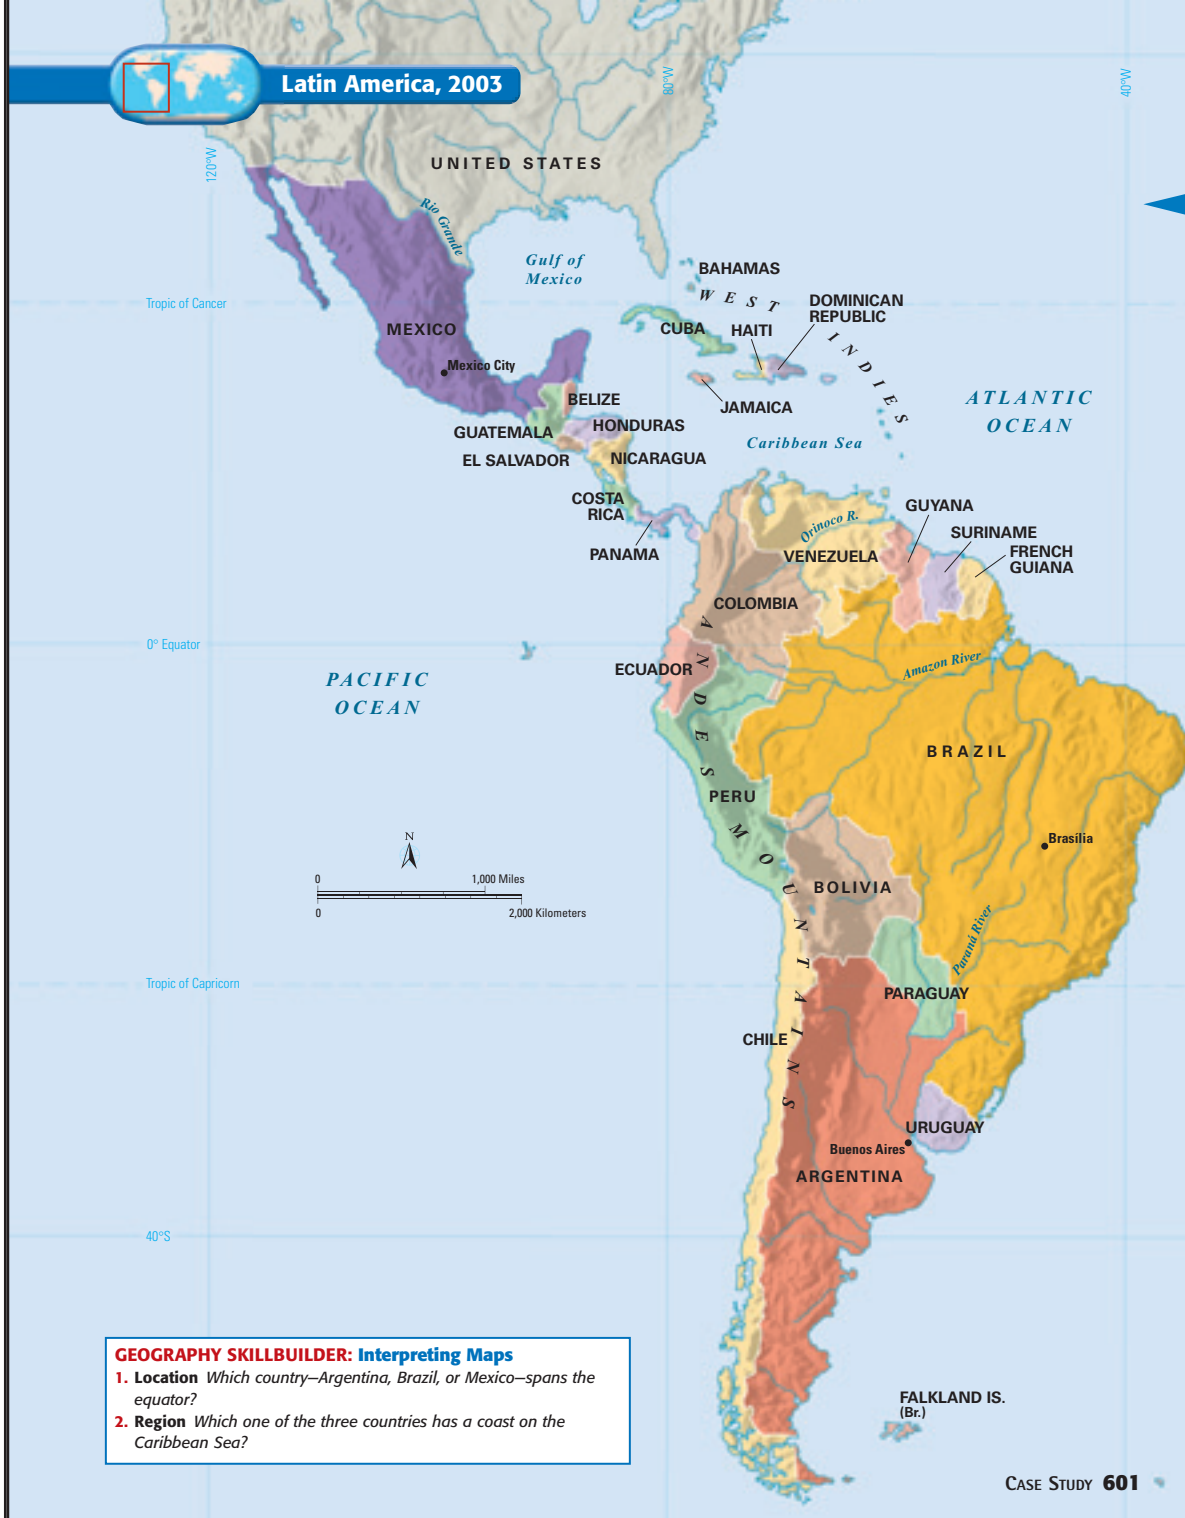 Latin America, 2003
80°W
40°W
120°W
UNITED STATES
Rio Grande
Gulf of
Mexico
BAHAMAS
WEST INDIES
Tropic of Cancer
DOMINICAN
REPUBLIC
MEXICO
CUBA
HAITI
Mexico City
BELIZE
JAMAICA
ATLANTIC
OCEAN
GUATEMALA
HONDURAS
Caribbean Sea
EL SALVADOR
NICARAGUA
COSTA
RICA
PANAMA
Orinoco R.
GUYANA
SURINAME
VENEZUELA
FRENCH
GUIANA
COLOMBIA
ANDES MOUNTAINS
0° Equator
ECUADOR
Amazon River
PACIFIC
OCEAN
BRAZIL
PERU
N
Brasília
0
1,000 Miles
0
2,000 Kilometers
BOLIVIA
Paraná River
Tropic of Capricorn
PARAGUAY
CHILE
URUGUAY
Buenos Aires
ARGENTINA
40°S
GEOGRAPHY SKILLBUILDER: Interpreting Maps
1. Location Which country—Argentina, Brazil, or Mexico—spans the
equator?
2. Region Which one of the three countries has a coast on the
Caribbean Sea?
FALKLAND IS.
(Br.)
CASE STUDY 601